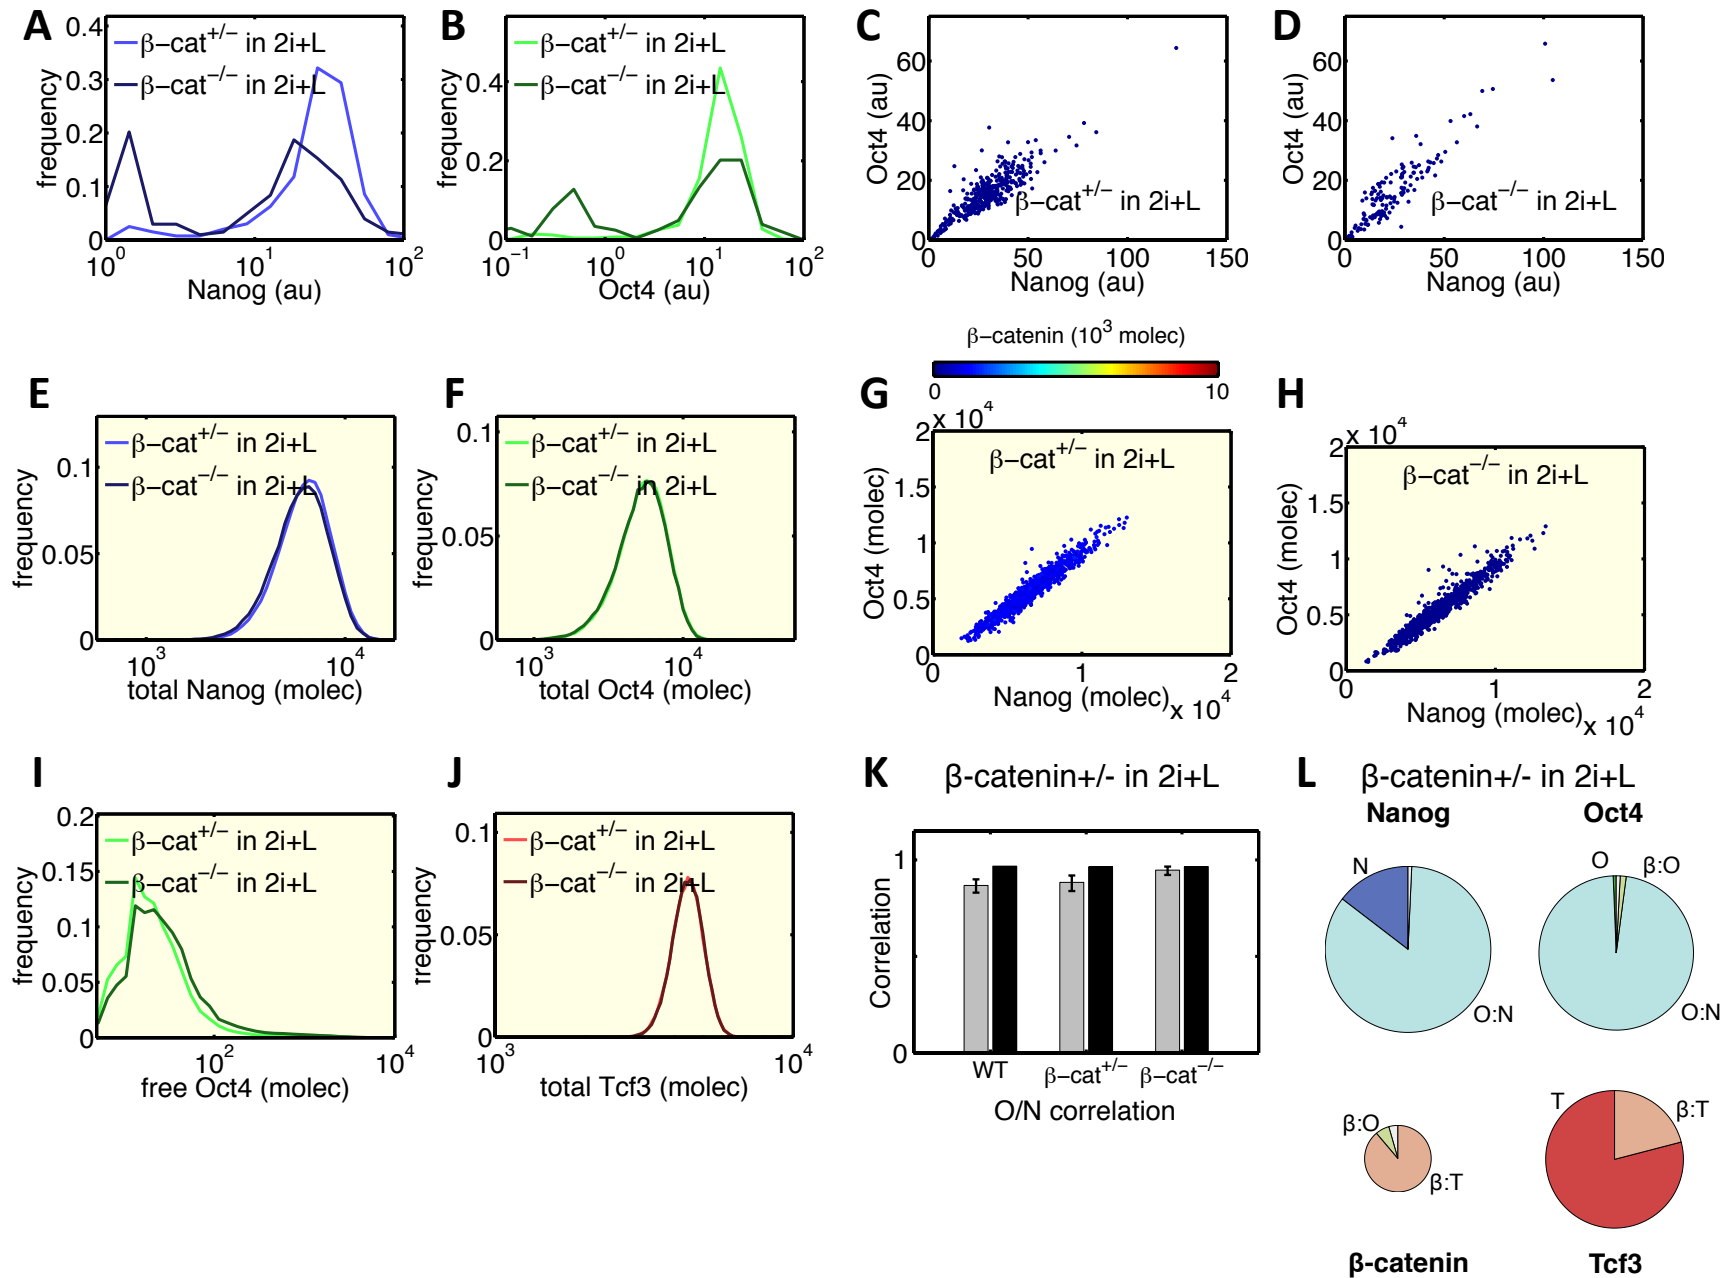 A
0.4
0.3
0.2
0.1
0
frequency
β−cat+/− in 2i+L
β−cat−/− in 2i+L
10^0
10^1
10^2
Nanog (au)
B
0.4
0.2
0
frequency
β−cat+/− in 2i+L
β−cat−/− in 2i+L
10^−1
10^0
10^1
10^2
Oct4 (au)
C
60
40
20
0
Oct4 (au)
β−cat+/− in 2i+L
0
50
100
150
Nanog (au)
D
60
40
20
0
Oct4 (au)
β−cat−/− in 2i+L
0
50
100
150
Nanog (au)
β−catenin (10^3 molec)
0
10
E
0.1
0.05
0
frequency
β−cat+/− in 2i+L
β−cat−/− in 2i+L
10^3
10^4
total Nanog (molec)
F
0.1
0.05
0
frequency
β−cat+/− in 2i+L
β−cat−/− in 2i+L
10^3
10^4
total Oct4 (molec)
G
x 10^4
2
1.5
1
0.5
0
Oct4 (molec)
β−cat+/− in 2i+L
0
1
2
Nanog (molec)
x 10^4
H
x 10^4
2
1.5
1
0.5
0
Oct4 (molec)
β−cat−/− in 2i+L
0
1
2
Nanog (molec)
x 10^4
I
0.2
0.15
0.1
0.05
0
frequency
β−cat+/− in 2i+L
β−cat−/− in 2i+L
10^2
10^4
free Oct4 (molec)
J
0.1
0.05
0
frequency
β−cat+/− in 2i+L
β−cat−/− in 2i+L
10^3
10^4
total Tcf3 (molec)
K
β-catenin+/- in 2i+L
1
0
Correlation
WT
β−cat+/−
β−cat−/−
O/N correlation
L
β-catenin+/- in 2i+L
Nanog
Oct4
N
O:N
O
β:O
O:N
β:O
β:T
T
β:T
β-catenin
Tcf3